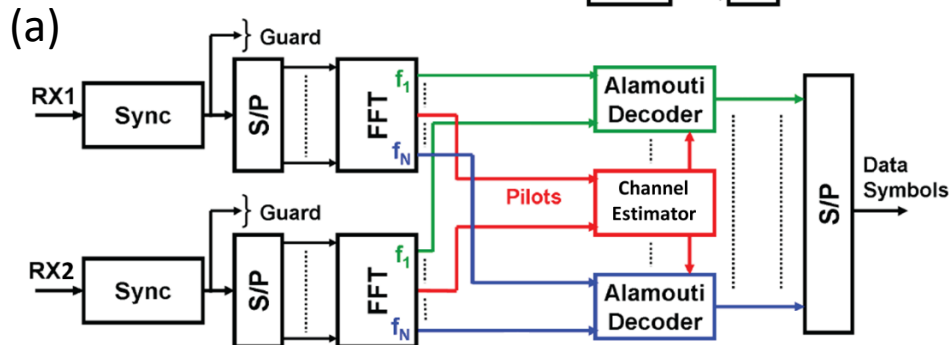 (a)
Guard
RX1
Sync
S/P
FFT
f1
fN
Alamouti
Decoder
Pilots
Channel
Estimator
Data
Symbols
S/P
Guard
RX2
Sync
S/P
FFT
f1
fN
Alamouti
Decoder